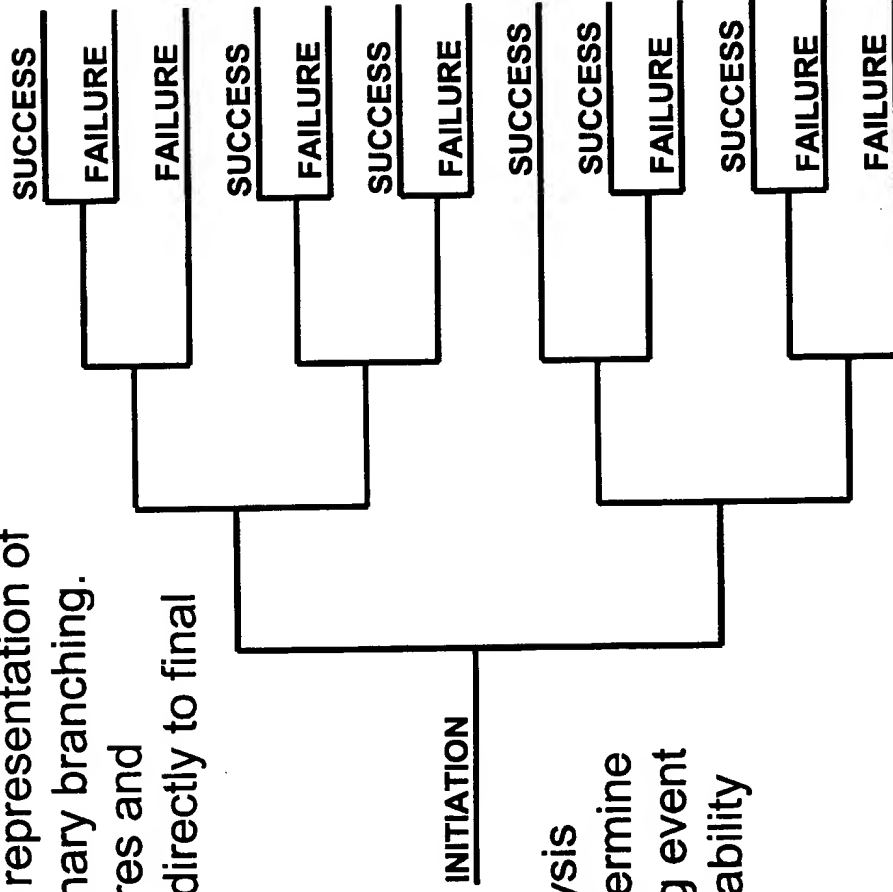 representation of
nary branching.
res and
directly to final
INITIATION
ysis
ermine
g event
ability
SUCCESS
FAILURE
FAILURE
SUCCESS
FAILURE
SUCCESS
FAILURE
SUCCESS
SUCCESS
FAILURE
SUCCESS
FAILURE
FAILURE